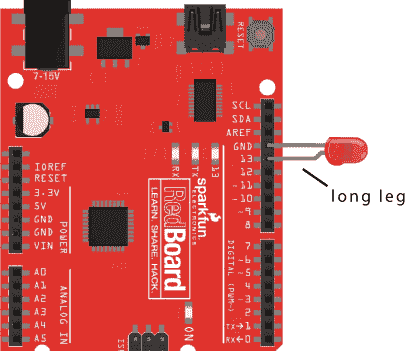 7-15V
RESET
SCL
SDA
AREF
GND
13
12
~11
~10
~9
8
7
~6
~5
4
~3
2
TX→1
RX←0
DIGITAL (PWM~)
long leg
IOREF
RESET
3.3V
5V
GND
GND
VIN
POWER
A0
A1
A2
A3
A4
A5
ANALOG IN
RX
TX
13
sparkfun
ELECTRONICS
RedBoard
LEARN. SHARE. HACK
ON